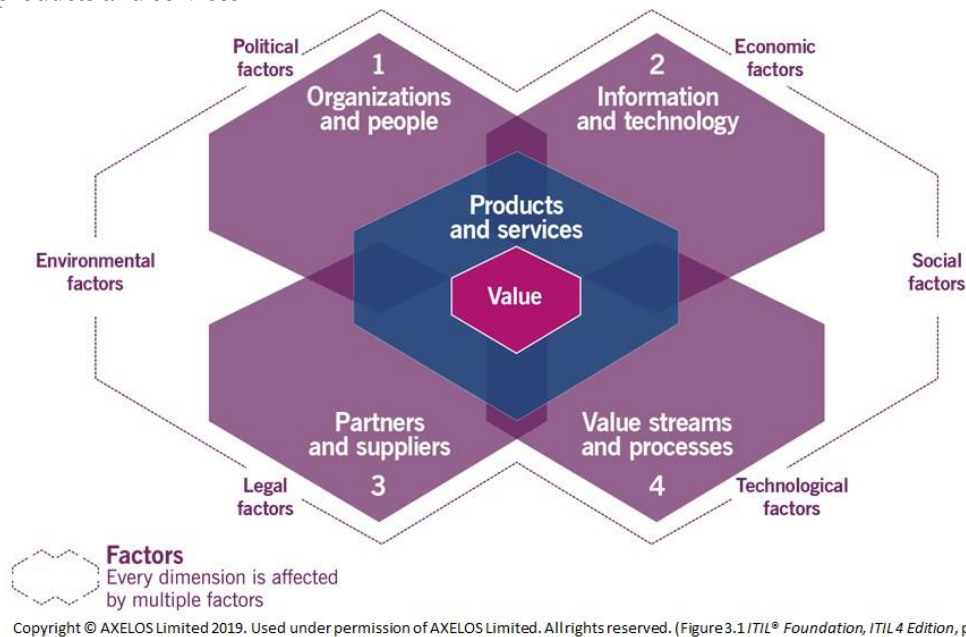 Political
factors
1
Organizations
and people
2
Information
and technology
Economic
factors
Products
and services
Environmental
factors
Value
Social
factors
Partners
and suppliers
3
Value streams
and processes
4
Legal
factors
Technological
factors
Factors
Every dimension is affected
by multiple factors
Copyright © AXELOS Limited 2019. Used under permission of AXELOS Limited. All rights reserved. (Figure 3.1 ITIL® Foundation, ITIL 4 Edition, p